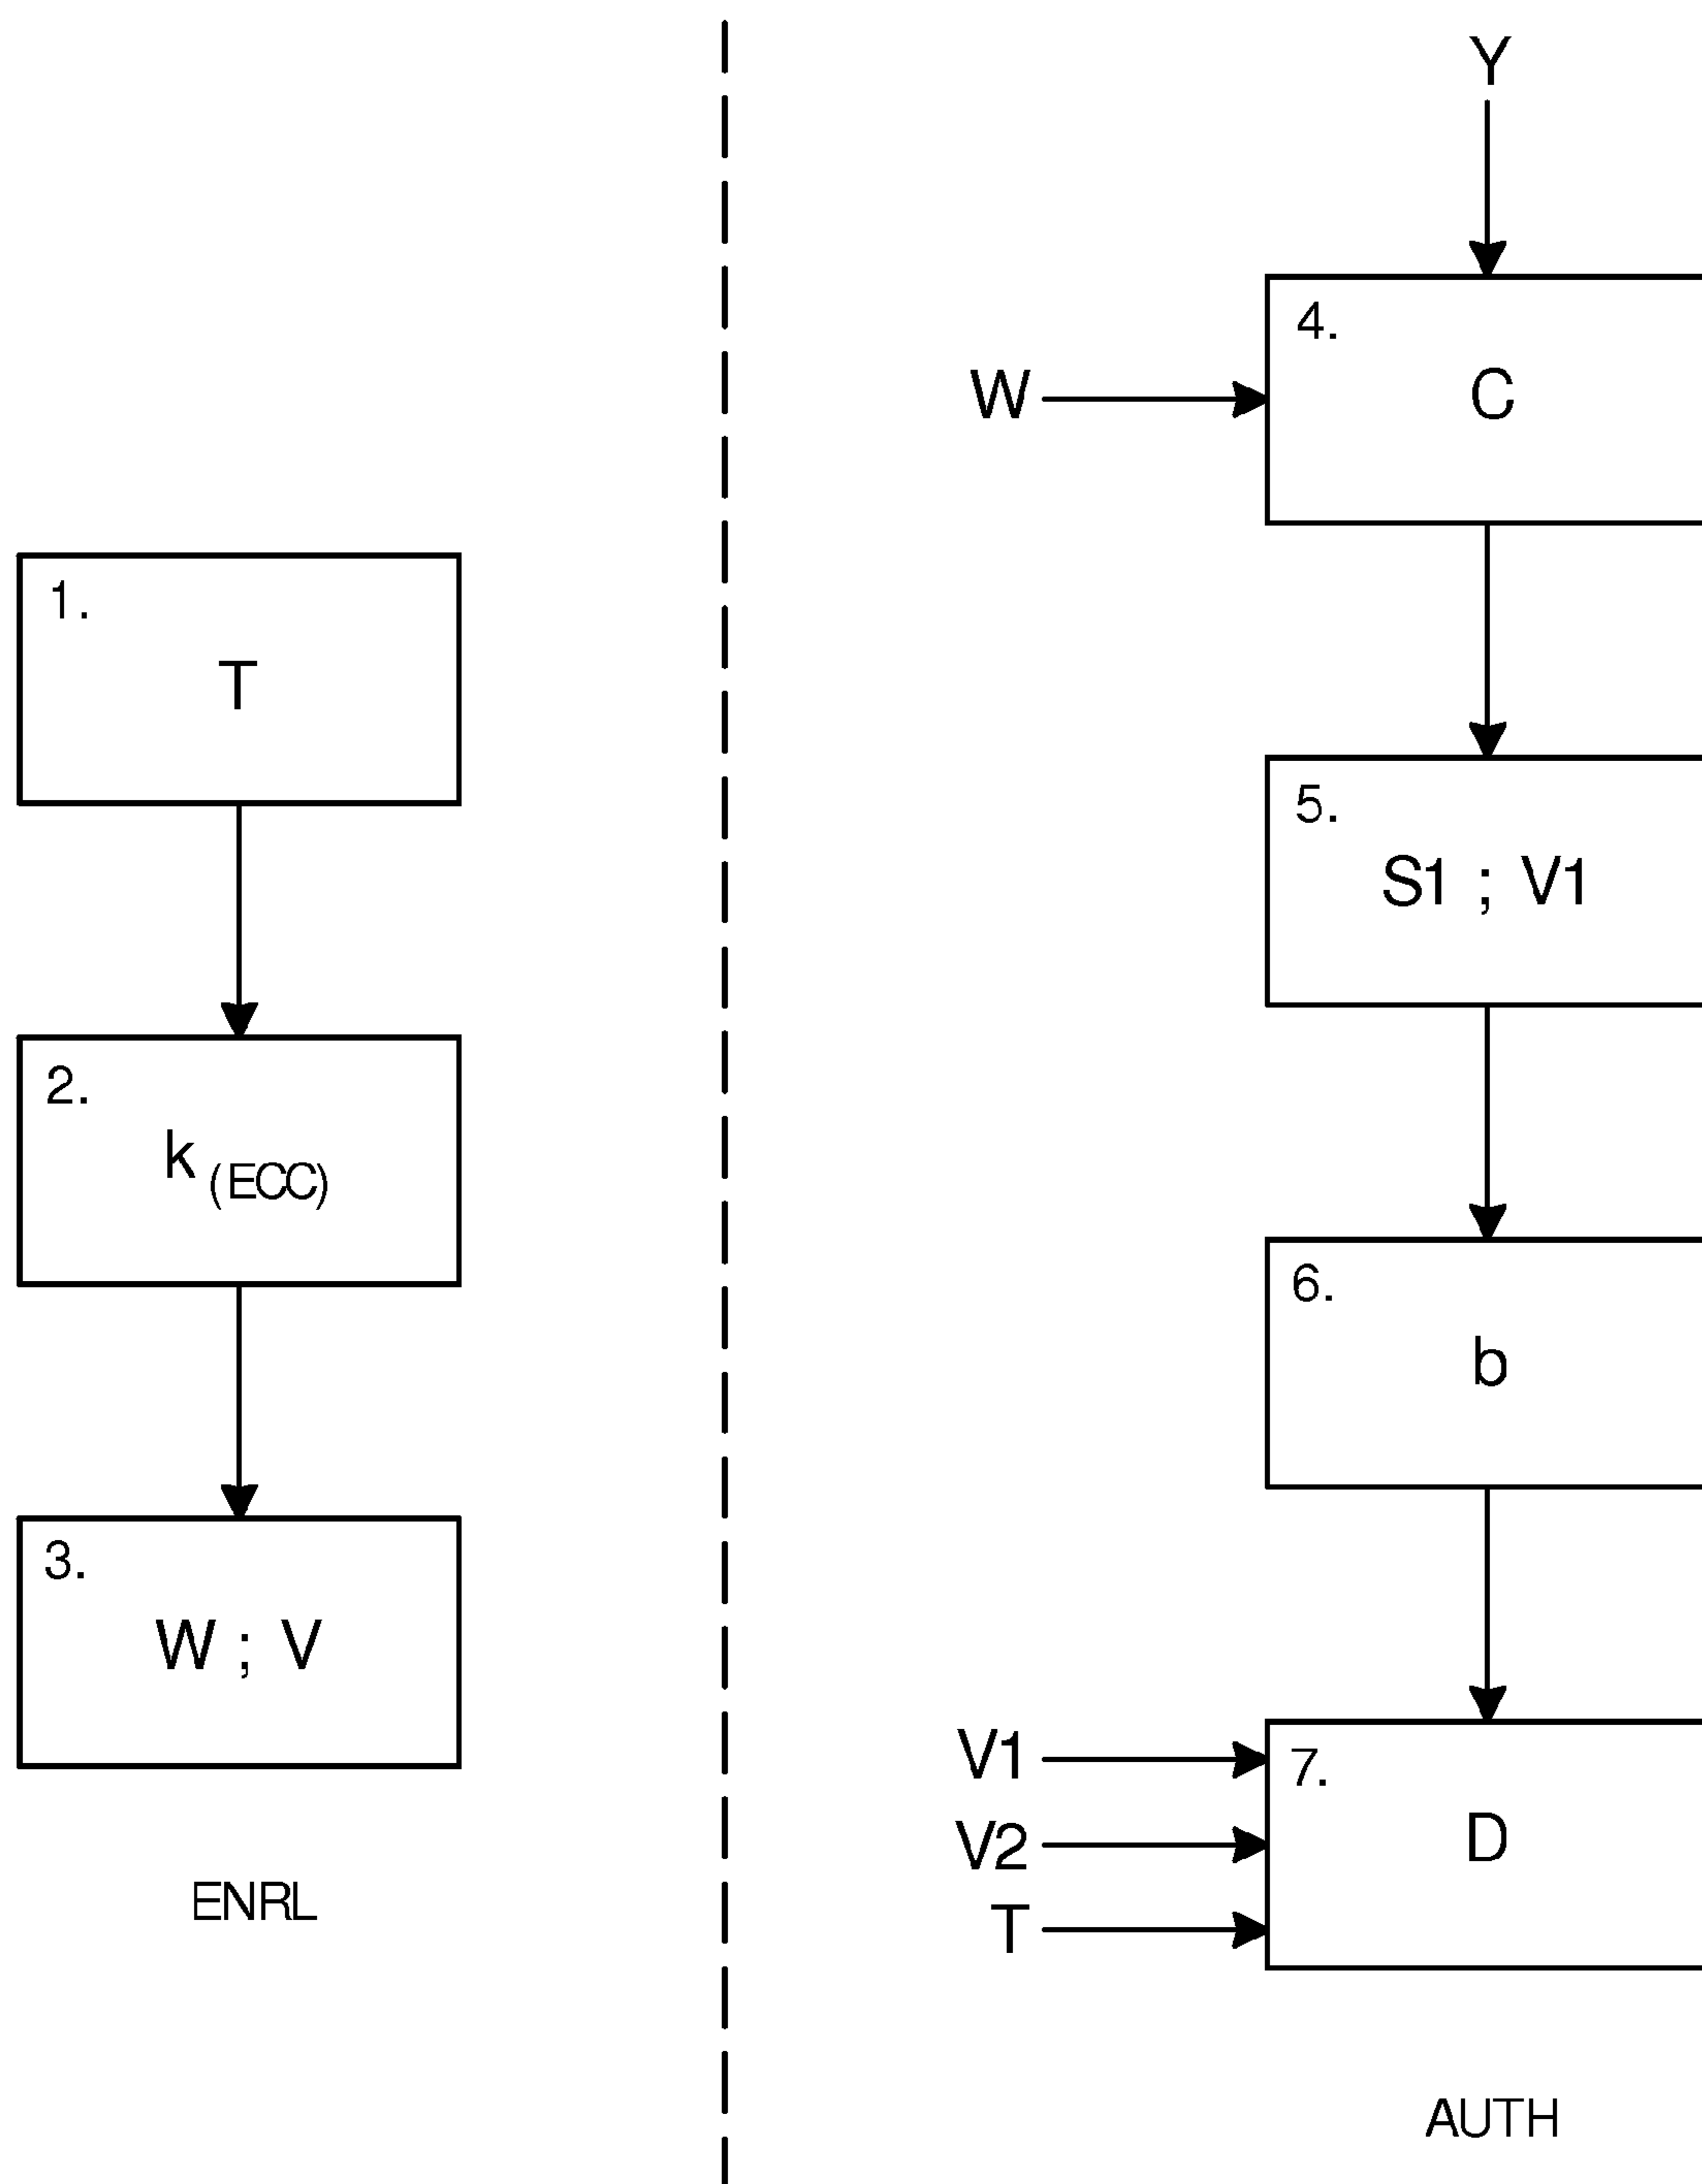 1.
T
2.
k (ECC)
3.
W ; V
ENRL
Y
4.
W
C
5.
S1 ; V1
6.
b
V1
7.
V2
D
T
AUTH